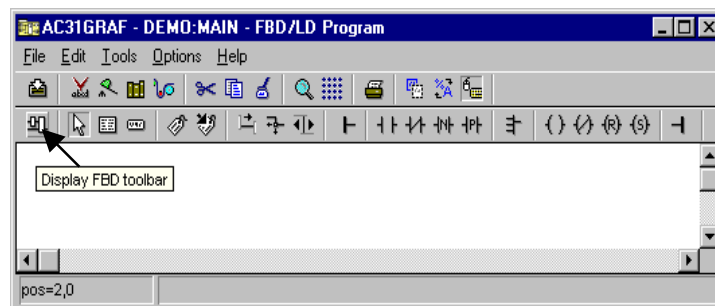 AC31GRAF - DEMO:MAIN - FBD/LD Program
File Edit Tools Options Help
Display FBD toolbar
pos=2,0